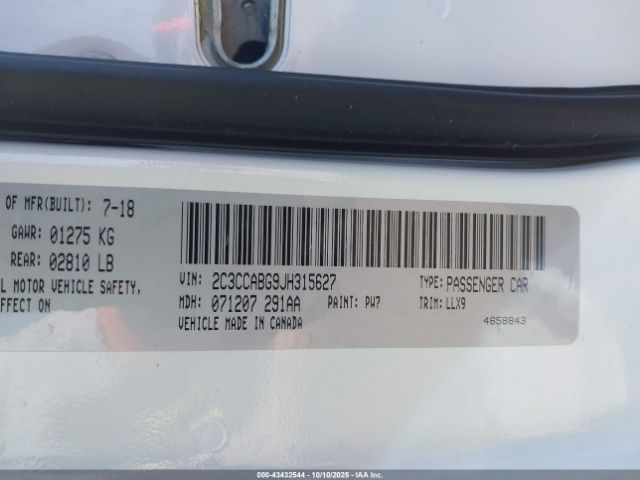 OF MFR(BUILT): 7-18
GAWR: 01275 KG
REAR: 02810 LB
L MOTOR VEHICLE SAFETY,
EFFECT ON
VIN: 2C3CCABG9JH315627
TYPE: PASSENGER CAR
MDH: 071207 291AA
PAINT: PW7
TRIM: LLX9
VEHICLE MADE IN CANADA
4658843
000-43432544 - 10/10/2025 - IAA Inc.